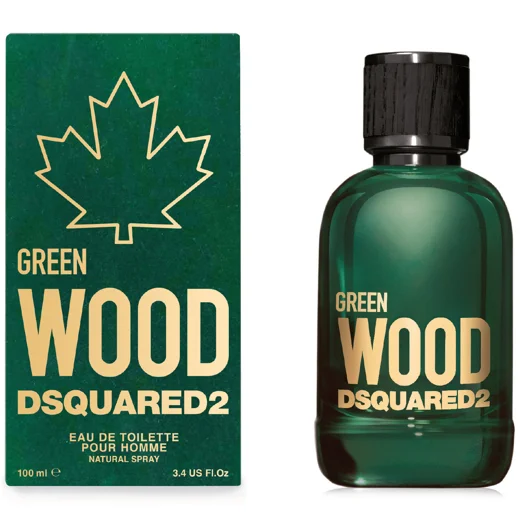 GREEN
WOOD
DSQUARED2
EAU DE TOILETTE
POUR HOMME
NATURAL SPRAY
100 ml ℮ 3.4 US Fl.Oz
GREEN
WOOD
DSQUARED2